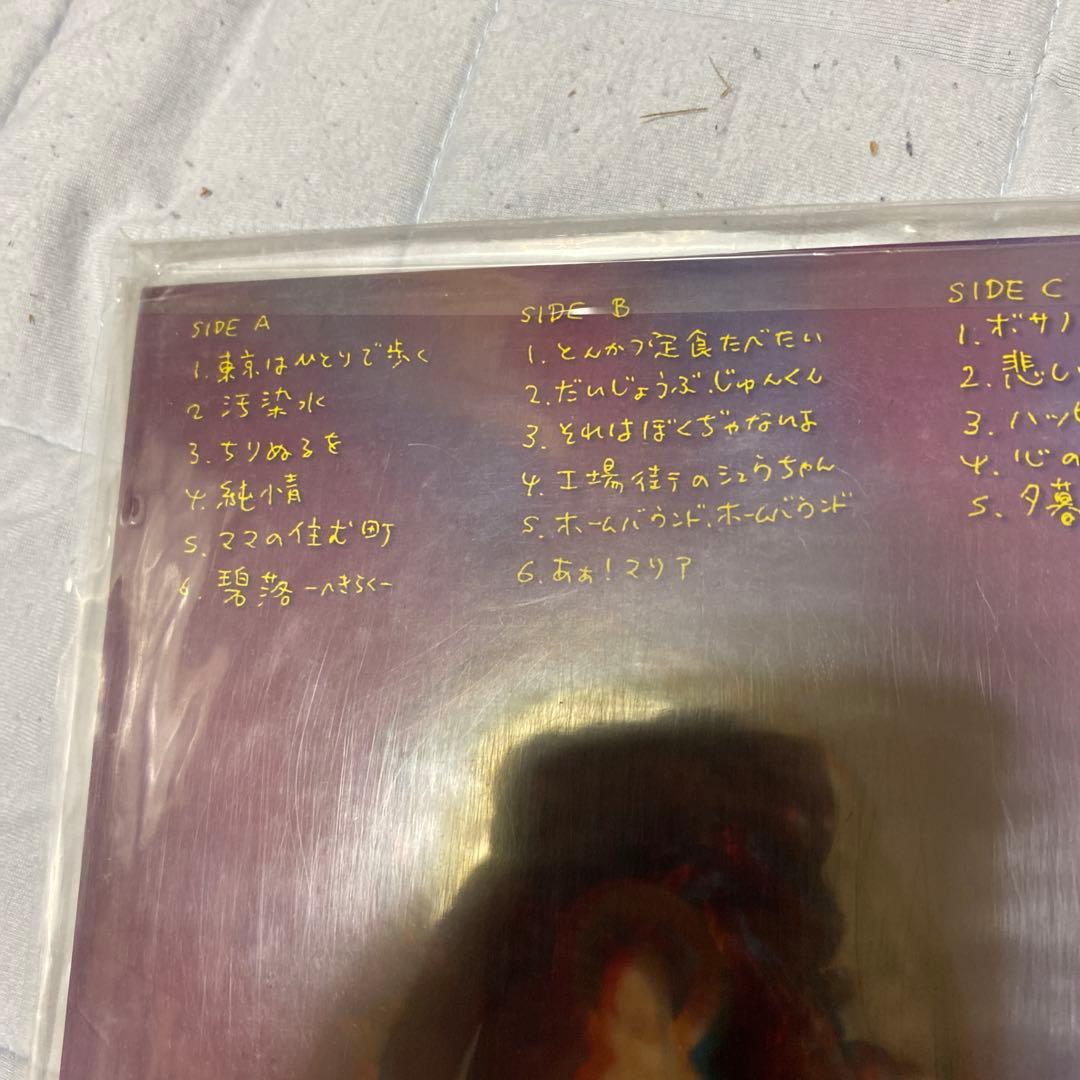 SIDE A
1. 東京はひとりで歩く
2 汚染水
3. ちりぬるを
4. 純情
5. ママの住む町
6. 碧落 -へきらく-
SIDE B
1. とんかつ定食たべたい
2. だいじょうぶ、じゅんくん
3. それはぼくぢゃないよ
4. 工場街のシュウちゃん
5. ホームバウンド、ホームバウンド
6. あぁ!マリア
SIDE C
1. ボサノ
2. 悲し
3. ハッピ
4. 心の
5. 夕暮